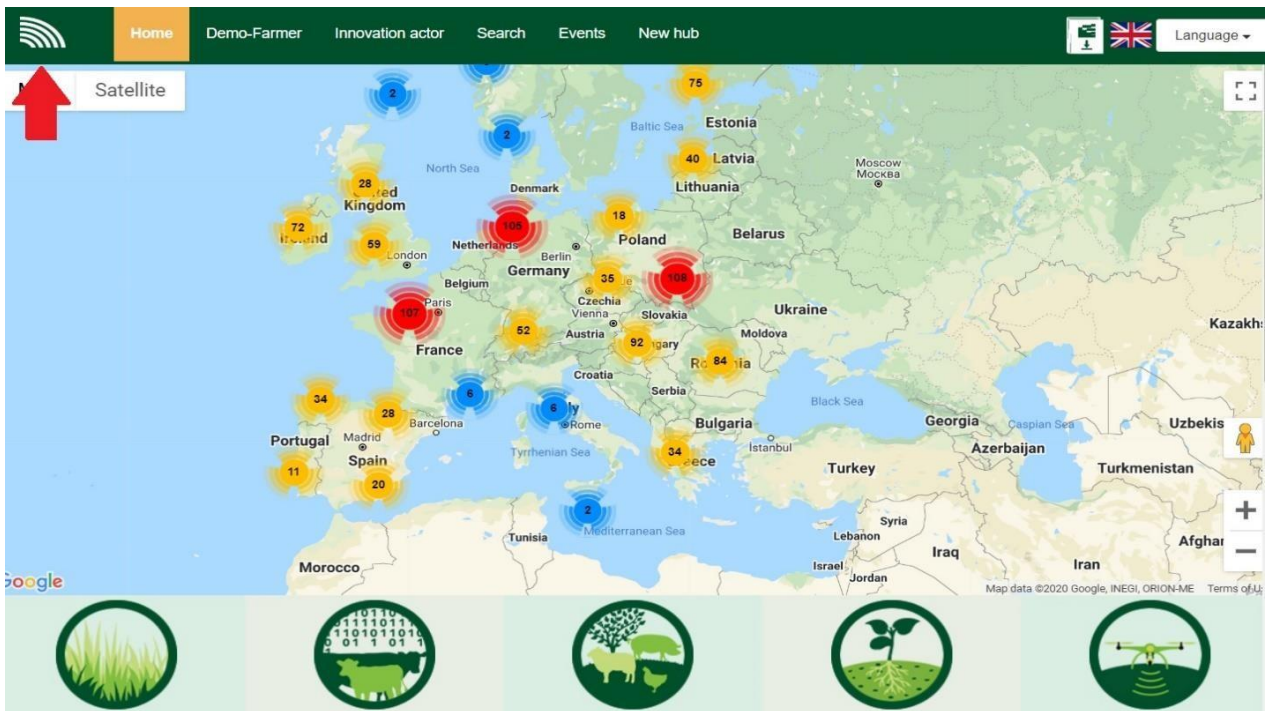 Home Demo-Farmer Innovation actor Search Events New hub Language
Satellite
2
75
Baltic Sea Estonia
2
North Sea
40 Latvia
Moscow
Москва
Denmark
Lithuania
28
Kingdom
18
72
59
London
105
Netherlands
Berlin
Poland
Belarus
Germany
Belgium
35
108
Czechia
Paris
107
Vienna
Slovakia
Ukraine
52
Austria
92
Moldova
84
France
Croatia
Serbia
6
6
Rome
Black Sea
34
28
Barcelona
Bulgaria
Georgia
Caspian Sea
Uzbekis
Portugal
Madrid
Spain
Tyrrhenian Sea
34
Istanbul
Azerbaijan
11
20
Turkey
Turkmenistan
2
Mediterranean Sea
Tunisia
Syria
Lebanon
Iraq
Afghar
Morocco
Israel
Jordan
Iran
Kazakh
Google
Map data ©2020 Google, INEGI, ORION-ME Terms of U